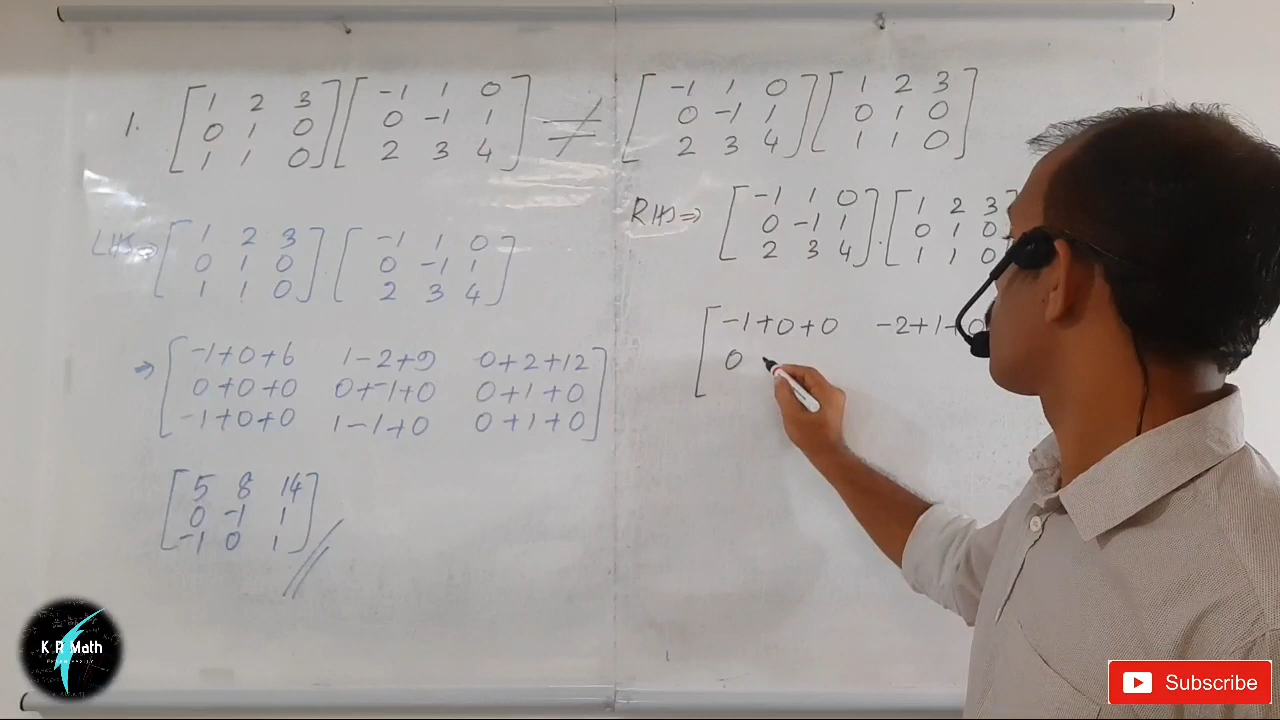 1. [1 2 3] [-1 1 0] ≠ [-1 1 0] [1 2 3]
[0 1 0] [0 -1 1] [0 -1 1] [0 1 0]
[1 1 0] [2 3 4] [2 3 4] [1 1 0]
LHS ⇒ [1 2 3] . [-1 1 0]
[0 1 0] [0 -1 1]
[1 1 0] [2 3 4]
⇒ [-1+0+6 1-2+9 0+2+12]
[0+0+0 0+-1+0 0+1+0]
[-1+0+0 1-1+0 0+1+0]
[5 8 14]
[0 -1 1]
[-1 0 1] //
RHS ⇒ [-1 1 0] . [1 2 3]
[0 -1 1] [0 1 0]
[2 3 4] [1 1 0]
[-1+0+0 -2+1+0
0
K R Math
Subscribe